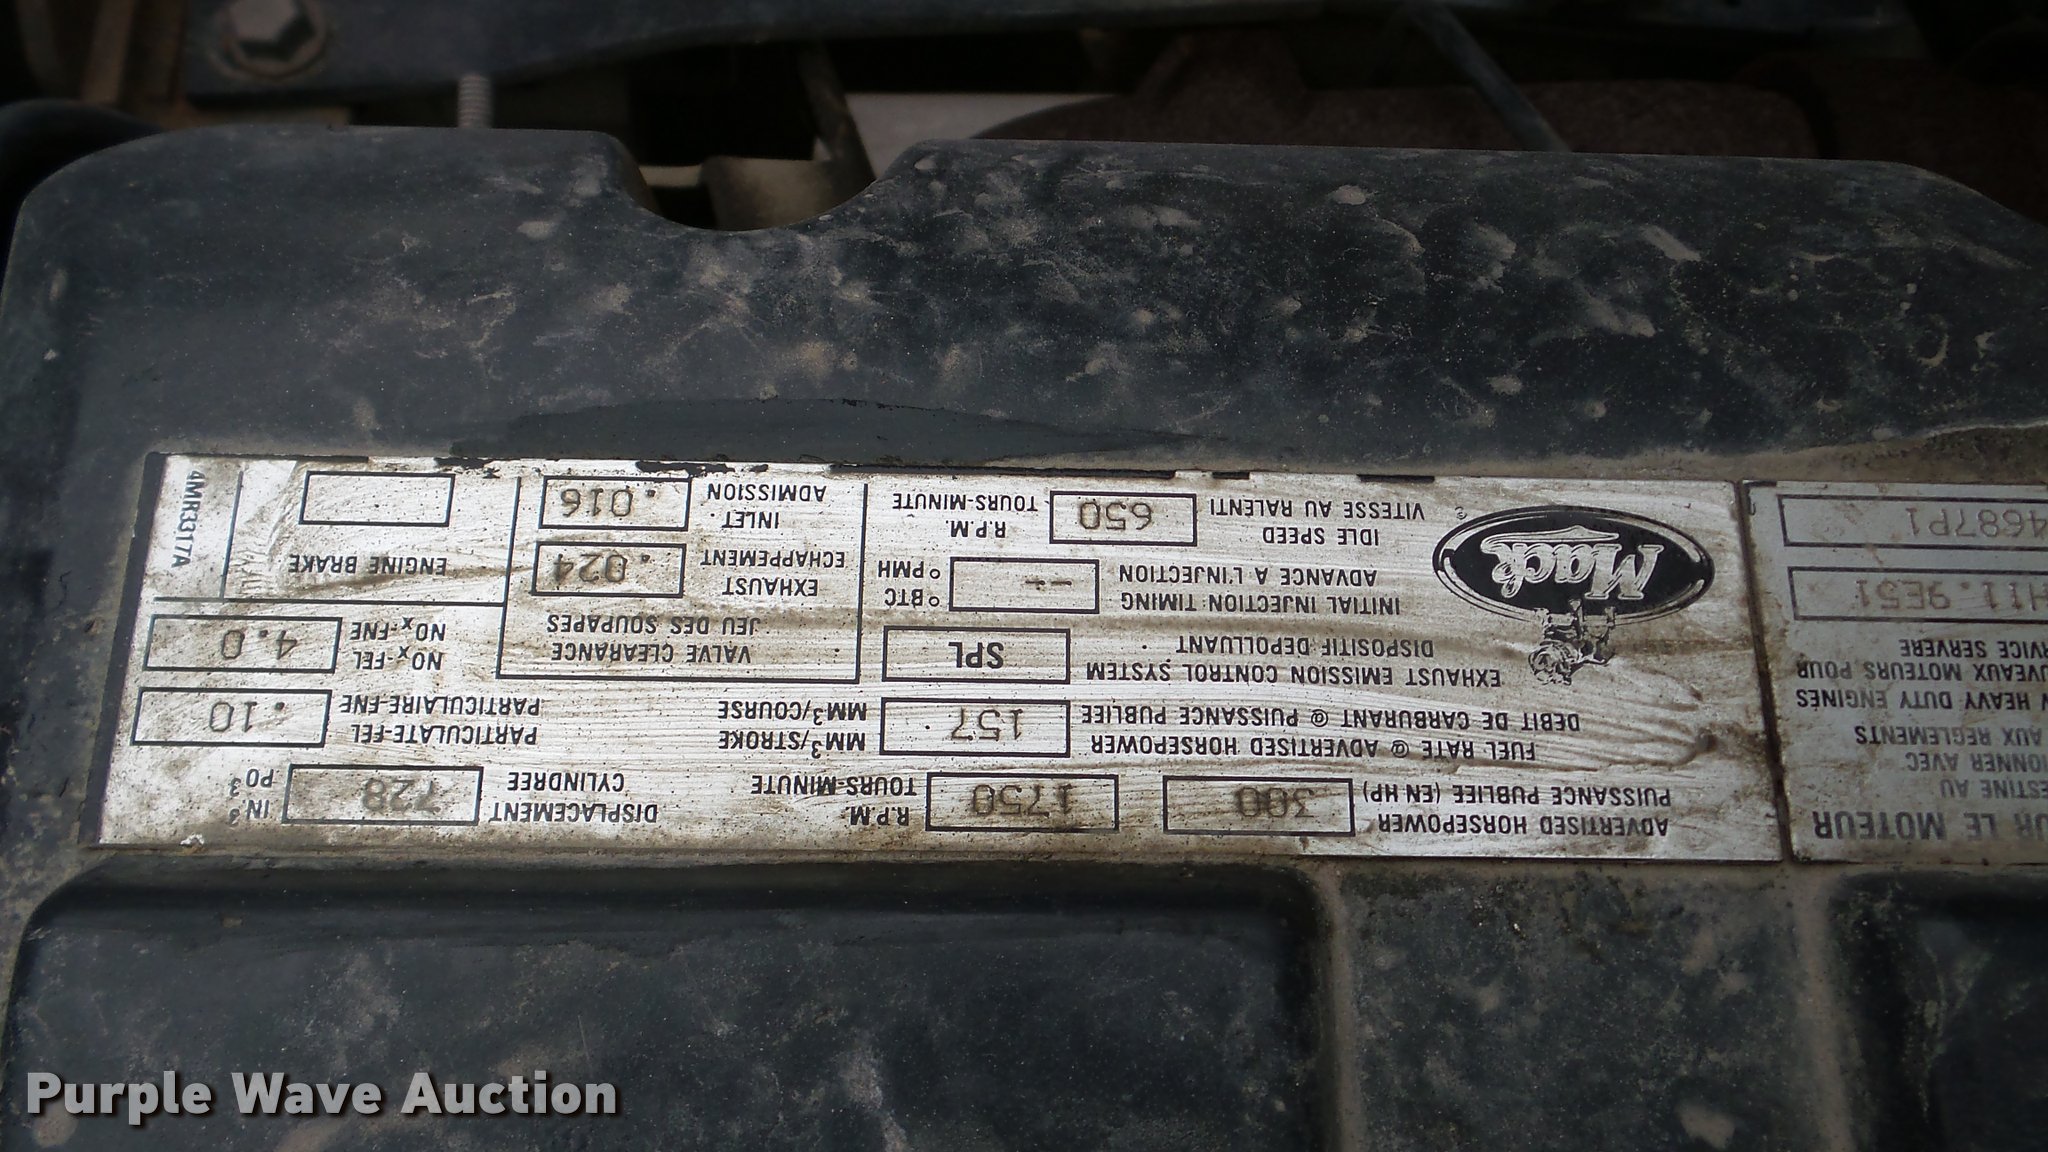 UR LE MOTEUR
ESTINE AU
IONNER AVEC
AUX REGLEMENTS
HEAVY DUTY ENGINES
UVEAUX MOTEURS POUR
RVICE SERVERE
H11.9E51
4687P1
ADVERTISED HORSEPOWER
PUISSANCE PUBLIEE (EN HP) 300
1750 R.P.M.
TOURS-MINUTE
DISPLACEMENT
CYLINDREE 728 IN.3
PO3
FUEL RATE @ ADVERTISED HORSEPOWER
DEBIT DE CARBURANT @ PUISSANCE PUBLIEE 157. MM3/STROKE
MM3/COURSE
PARTICULATE-FEL
PARTICULAIRE-FNE .10
EXHAUST EMISSION CONTROL SYSTEM
DISPOSITIF DEPOLLUANT SPL
VALVE CLEARANCE
JEU DES SOUPAPES
NOx-FEL
NOx-FNE 4.0
Mack
INITIAL INJECTION TIMING
ADVANCE A L'INJECTION -- °BTC
°PMH
EXHAUST
ECHAPPEMENT .024
ENGINE BRAKE
IDLE SPEED
VITESSE AU RALENTI 650 R.P.M.
TOURS-MINUTE
INLET
ADMISSION .016
4MR3317A
Purple Wave Auction